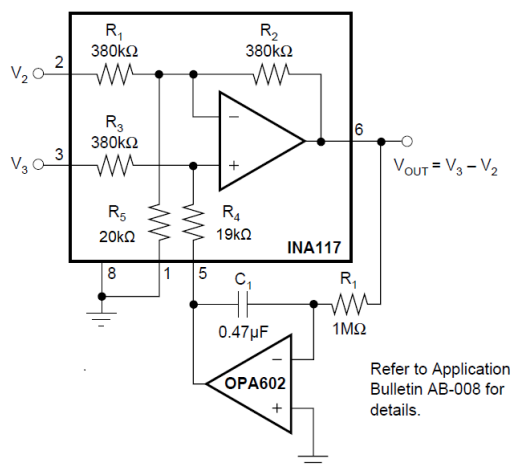 R1
380kΩ
R2
380kΩ
2
V2
R3
380kΩ
−
+
6
3
V3
VOUT = V3 – V2
R5
20kΩ
R4
19kΩ
INA117
8
1
5
C1
0.47µF
R1
1MΩ
−
OPA602
+
Refer to Application
Bulletin AB-008 for
details.